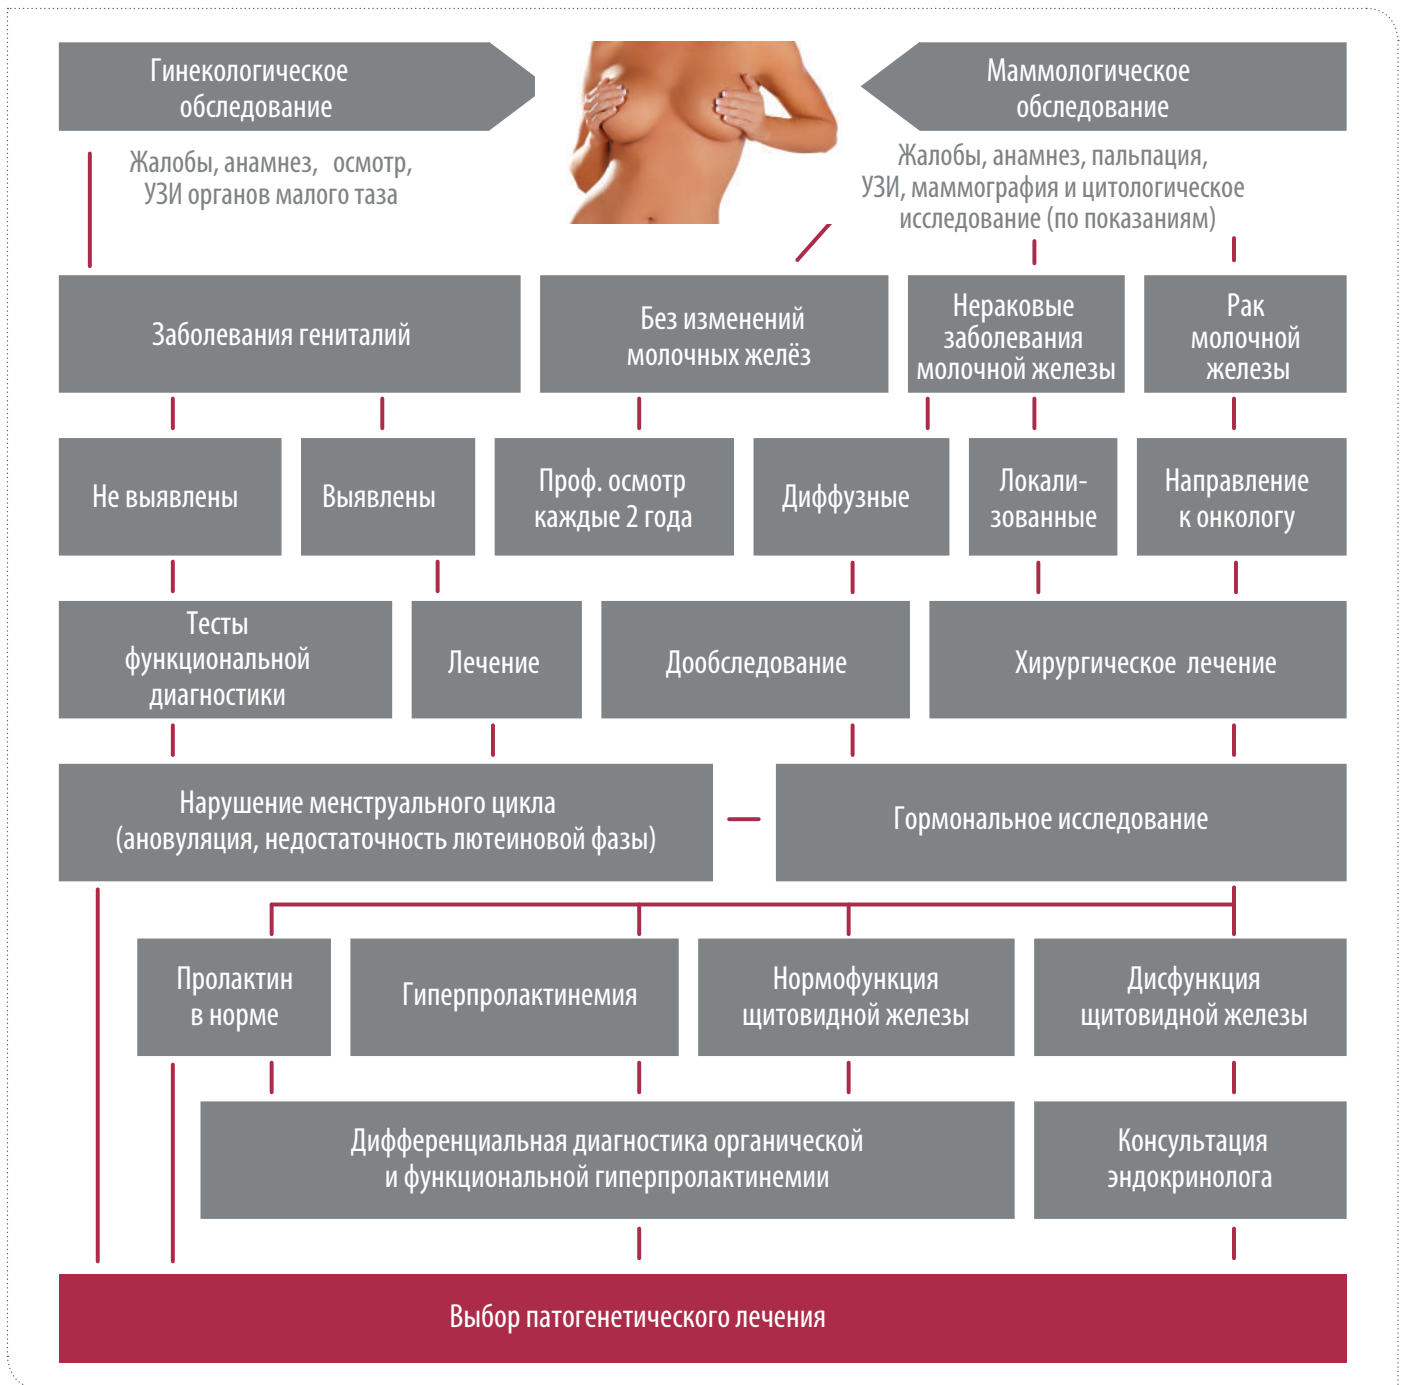 Гинекологическое
обследование
Маммологическое
обследование
Жалобы, анамнез, осмотр,
УЗИ органов малого таза
Жалобы, анамнез, пальпация,
УЗИ, маммография и цитологическое
исследование (по показаниям)
Заболевания гениталий
Без изменений
молочных желёз
Нераковые
заболевания
молочной железы
Рак
молочной
железы
Не выявлены
Выявлены
Проф. осмотр
каждые 2 года
Диффузные
Локали-
зованные
Направление
к онкологу
Тесты
функциональной
диагностики
Лечение
Дообследование
Хирургическое лечение
Нарушение менструального цикла
(ановуляция, недостаточность лютеиновой фазы)
Гормональное исследование
Пролактин
в норме
Гиперпролактинемия
Нормофункция
щитовидной железы
Дисфункция
щитовидной железы
Дифференциальная диагностика органической
и функциональной гиперпролактинемии
Консультация
эндокринолога
Выбор патогенетического лечения